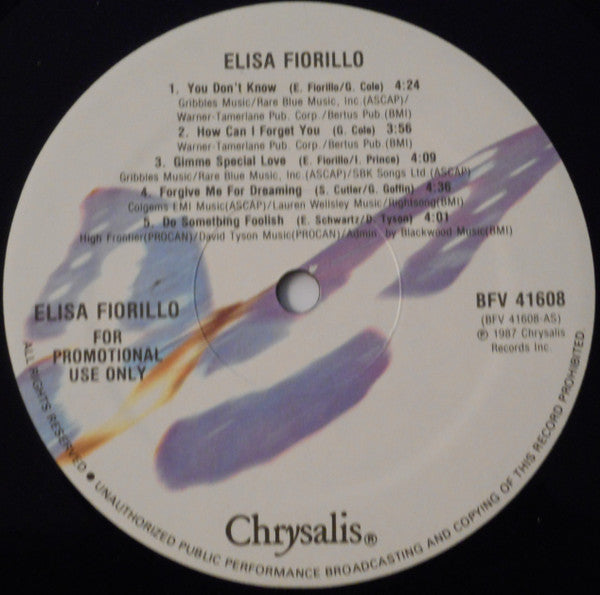 ELISA FIORILLO
1. You Don't Know (E. Fiorillo/G. Cole) 4:24
Gribbles Music/Rare Blue Music, Inc.(ASCAP)/
Warner-Tamerlane Pub. Corp./Bertus Pub (BMI)
2. How Can I Forget You (G. Cole) 3:56
Warner-Tamerlane Pub. Corp./Bertus Pub (BMI)
3. Gimme Special Love (E. Fiorillo/I. Prince) 4:09
Gribbles Music/Rare Blue Music, Inc.(ASCAP)/SBK Songs Ltd (ASCAP)
4. Forgive Me For Dreaming (S. Cutler/G. Goffin) 4:36
Colgems EMI Music(ASCAP)/Lauren Wellsley Music/Rightsong(BMI)
5. Do Something Foolish (E. Schwartz/D. Tyson) 4:01
High Frontier(PROCAN)/David Tyson Music(PROCAN)/Admin. by Blackwood Music(BMI)
ELISA FIORILLO
FOR
PROMOTIONAL
USE ONLY
BFV 41608
(BFV 41608-AS)
℗ 1987 Chrysalis
Records Inc.
Chrysalis®
ALL RIGHTS RESERVED ● UNAUTHORIZED PUBLIC PERFORMANCE BROADCASTING AND COPYING OF THIS RECORD PROHIBITED.